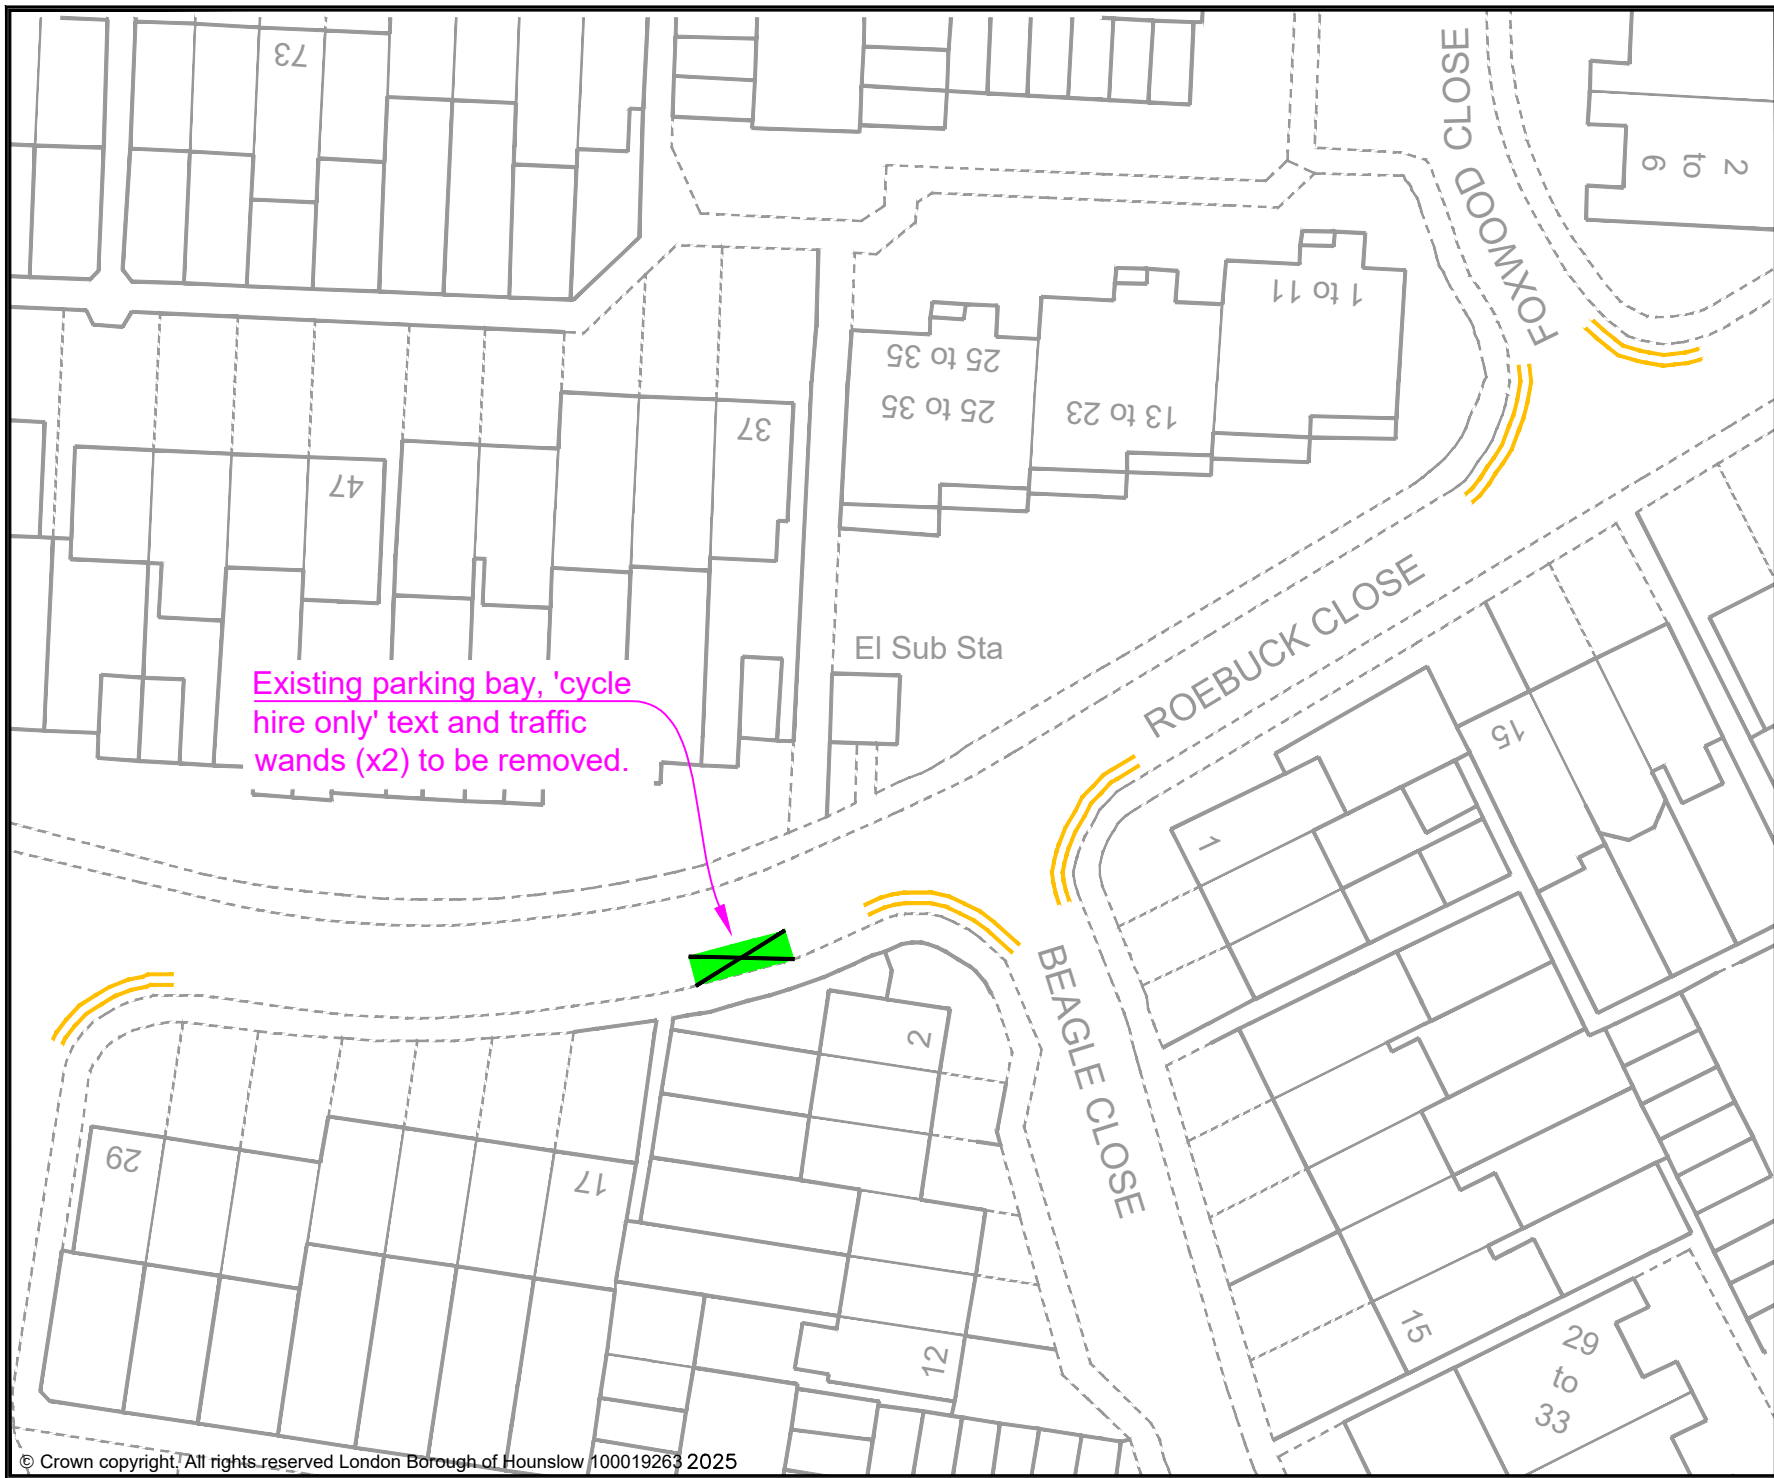 73
FOXWOOD CLOSE
2
to
6
1 to 11
25 to 35
25 to 35
13 to 23
37
47
El Sub Sta
ROEBUCK CLOSE
Existing parking bay, 'cycle
hire only' text and traffic
wands (x2) to be removed.
15
1
BEAGLE CLOSE
2
29
17
12
15
29
to
33
© Crown copyright. All rights reserved London Borough of Hounslow 100019263 2025